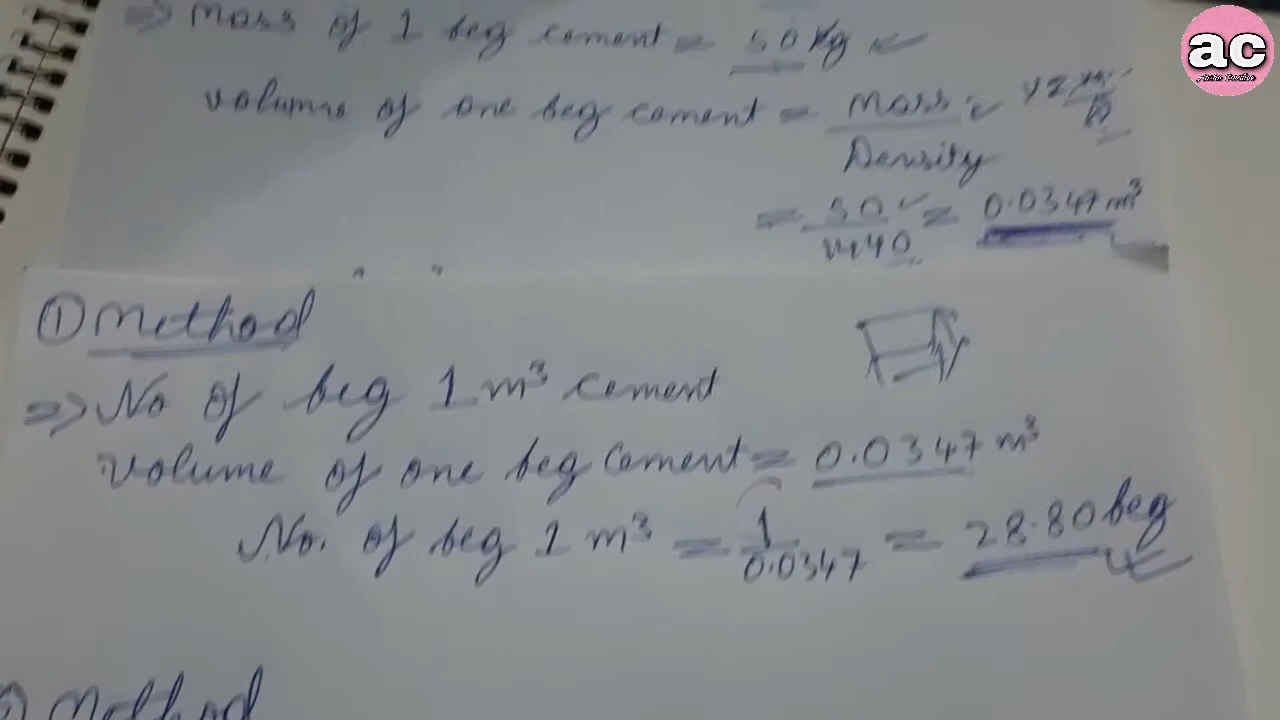 ac
=> Mass of 1 beg cement = 50 Kg
volume of one beg cement = Mass
Density
= 50 = 0.0347 m³
1440
① Method
=> No of beg 1 m³ cement
volume of one beg cement = 0.0347 m³
No. of beg 1 m³ = 1 = 28.80 beg
0.0347
Method